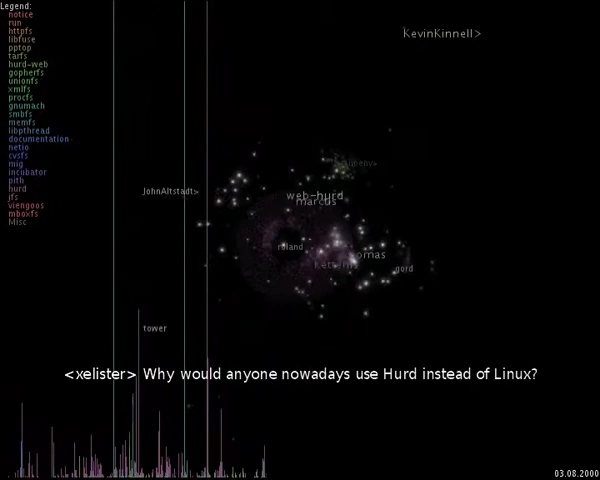 Legend:
notice
run
httpfs
libfuse
pptop
tarfs
hurd-web
gopherfs
unionfs
xmlfs
procfs
gnumach
smbfs
memfs
libpthread
documentation
netio
cvsfs
mig
incubator
pith
hurd
jfs
viengoos
mboxfs
Misc
KevinKinnell>
JohnAltstadt>
web-hurd
marcus
roland
omas
gord
tower
<xelister> Why would anyone nowadays use Hurd instead of Linux?
03.08.2000